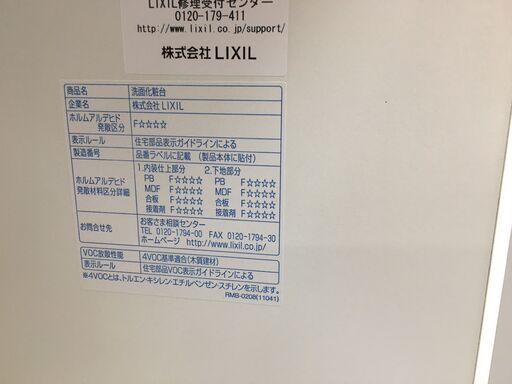 LIXIL修理受付センター
0120-179-411
http://www.lixil.co.jp/support/
株式会社LIXIL
商品名 洗面化粧台
企業名 株式会社LIXIL
ホルムアルデヒド
発散区分 F☆☆☆☆
表示ルール 住宅部品表示ガイドラインによる
製造番号 品番ラベルに記載 (製品本体に貼付)
ホルムアルデヒド
発散材料区分詳細
1.内装仕上部分 2.下地部分
PB F☆☆☆☆ PB F☆☆☆☆
MDF F☆☆☆☆ MDF F☆☆☆☆
合板 F☆☆☆☆ 合板 F☆☆☆☆
接着剤 F☆☆☆☆ 接着剤 F☆☆☆☆
お問合せ先 お客さま相談センター
TEL 0120-1794-00 FAX 0120-1794-30
ホームページ http://www.lixil.co.jp/
VOC放散性能 4VOC基準適合(木質建材)
表示ルール 住宅部品VOC表示ガイドラインによる
※4VOCとは、トルエン・キシレン・エチルベンゼン・スチレンを示します。
RMB-0208(11041)